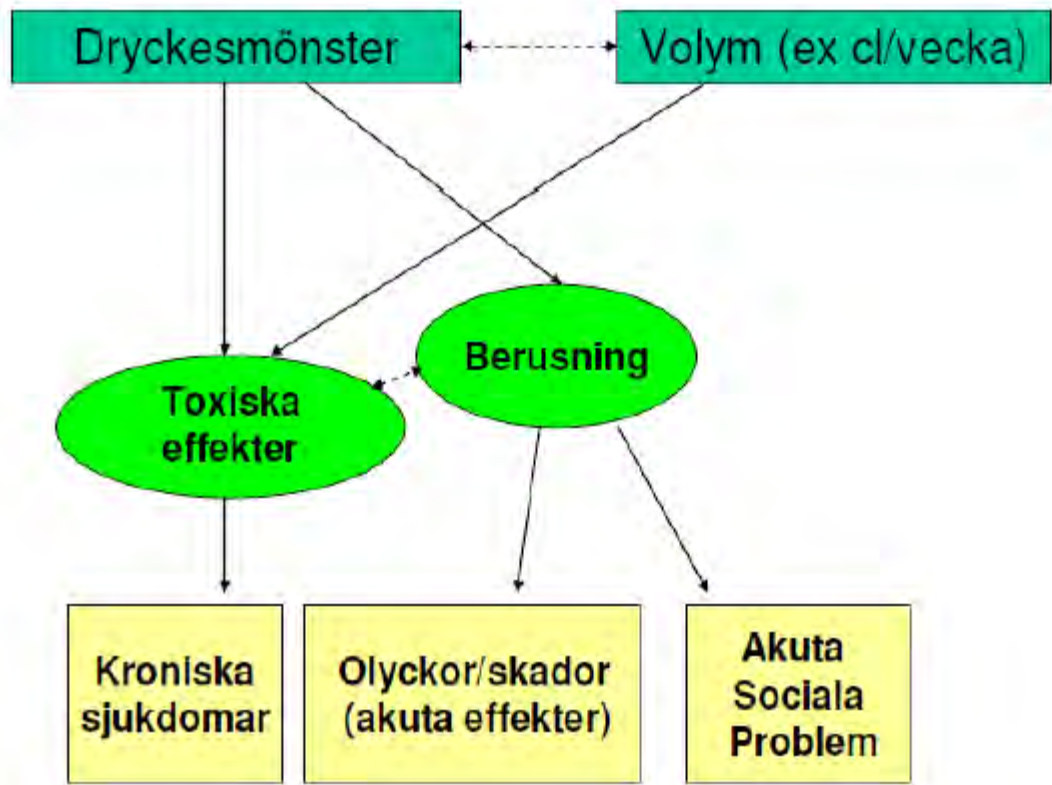 Dryckesmönster
Volym (ex cl/vecka)
Berusning
Toxiska
effekter
Kroniska
sjukdomar
Olyckor/skador
(akuta effekter)
Akuta
Sociala
Problem